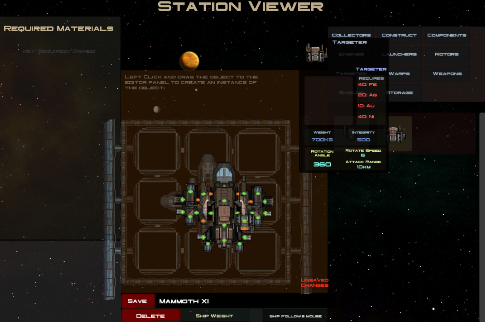 Station Viewer
Required Materials
Left Click and drag the object to the
editor panel to create an instance of
the object.
Collectors Construct Components
Targeter
Launchers Rotors
Warps Weapons
Targeter
Requires
40: Fe
20: Ag
10: Au
40: Ni
Weight Integrity
700KG 500
Rotation Angle
360
Rotate Speed
Attack Range
10km
Unsaved
Changes
Save Mammoth XI
Delete Ship Weight Ship Follows Mouse